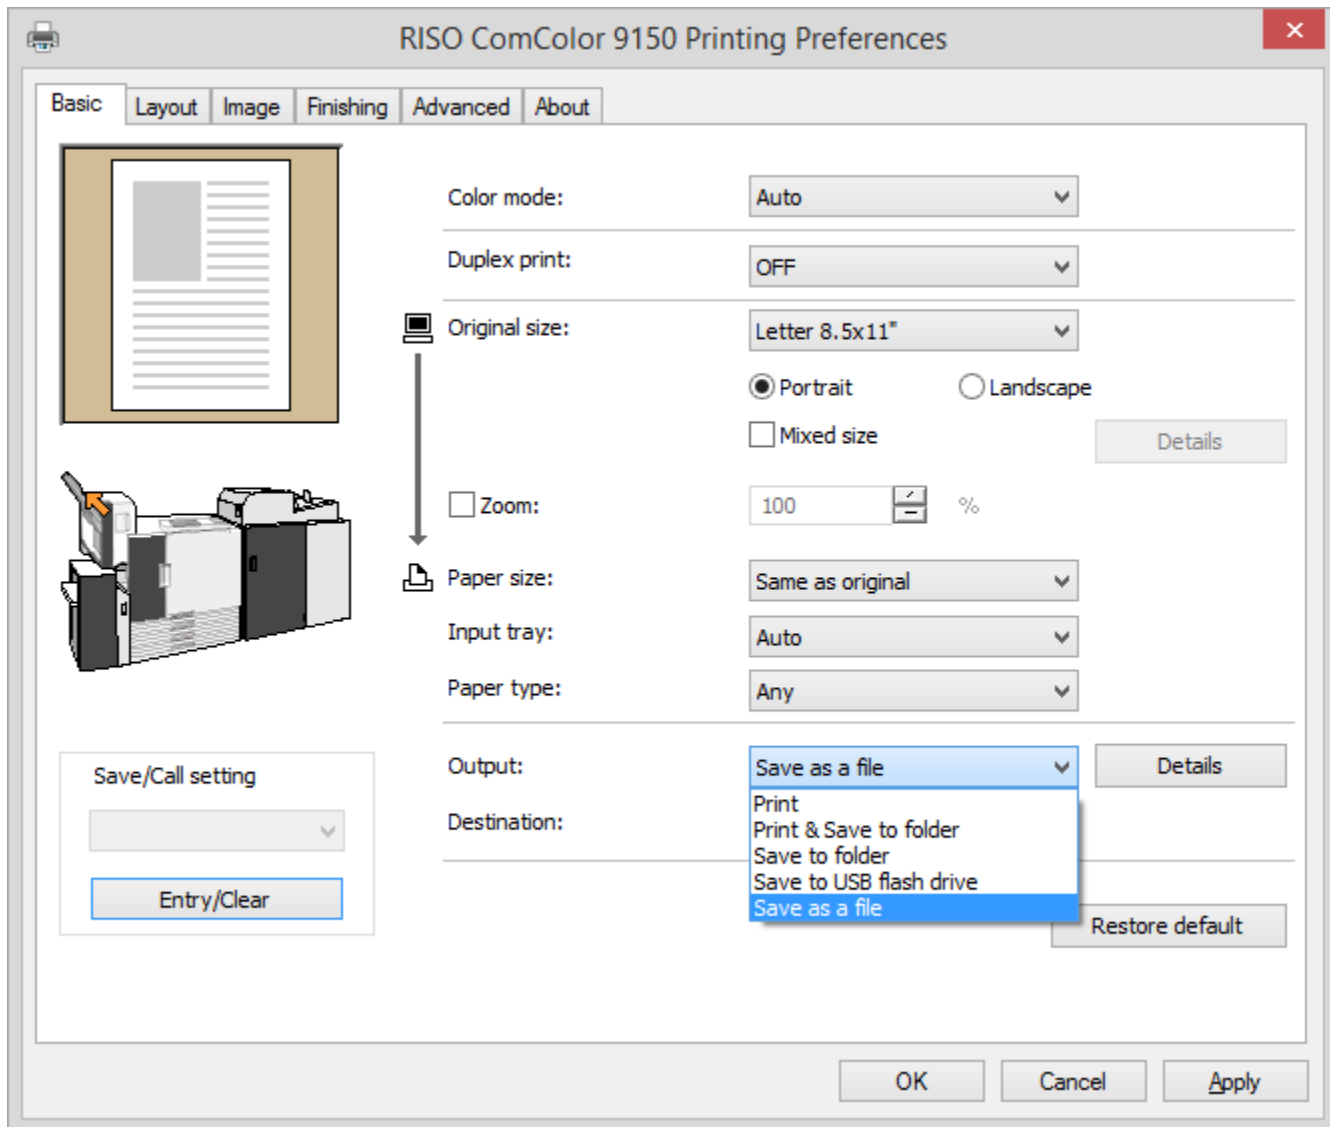 RISO ComColor 9150 Printing Preferences
Basic Layout Image Finishing Advanced About
Color mode: Auto
Duplex print: OFF
Original size: Letter 8.5x11"
Portrait Landscape
Mixed size Details
Zoom: 100 %
Paper size: Same as original
Input tray: Auto
Paper type: Any
Save/Call setting
Entry/Clear
Output: Save as a file Details
Print
Print & Save to folder
Save to folder
Save to USB flash drive
Save as a file
Destination:
Restore default
OK Cancel Apply